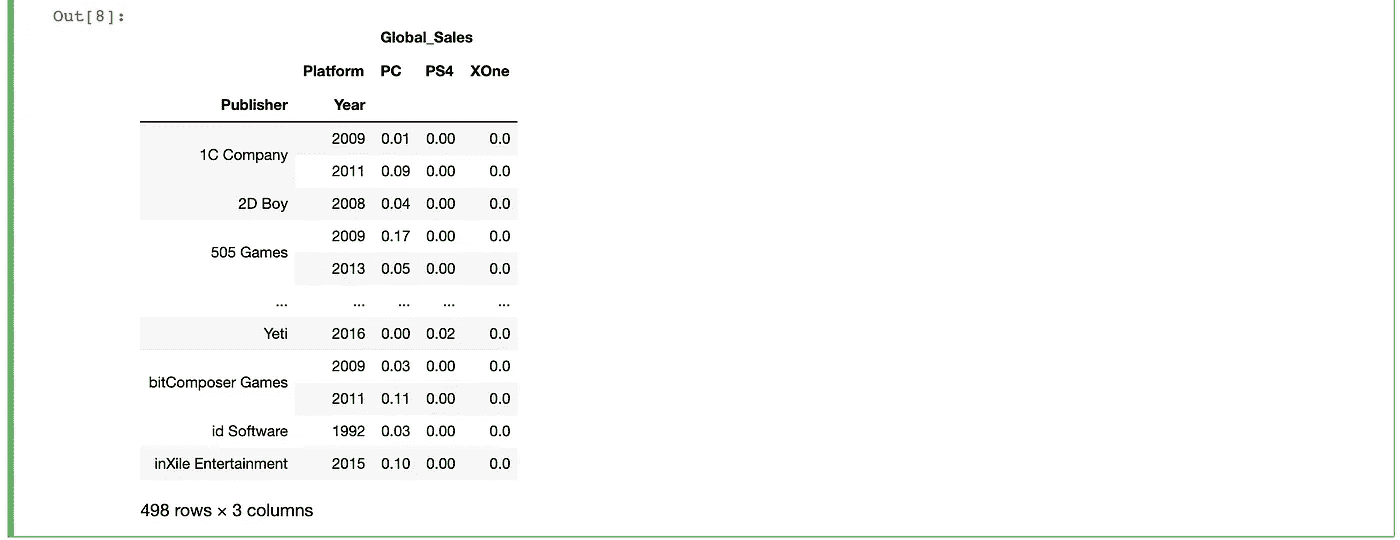 Out[8]:
Global_Sales
Platform PC PS4 XOne
Publisher Year
1C Company 2009 0.01 0.00 0.0
2011 0.09 0.00 0.0
2D Boy 2008 0.04 0.00 0.0
505 Games 2009 0.17 0.00 0.0
2013 0.05 0.00 0.0
... ... ... ... ...
Yeti 2016 0.00 0.02 0.0
bitComposer Games 2009 0.03 0.00 0.0
2011 0.11 0.00 0.0
id Software 1992 0.03 0.00 0.0
inXile Entertainment 2015 0.10 0.00 0.0
498 rows × 3 columns